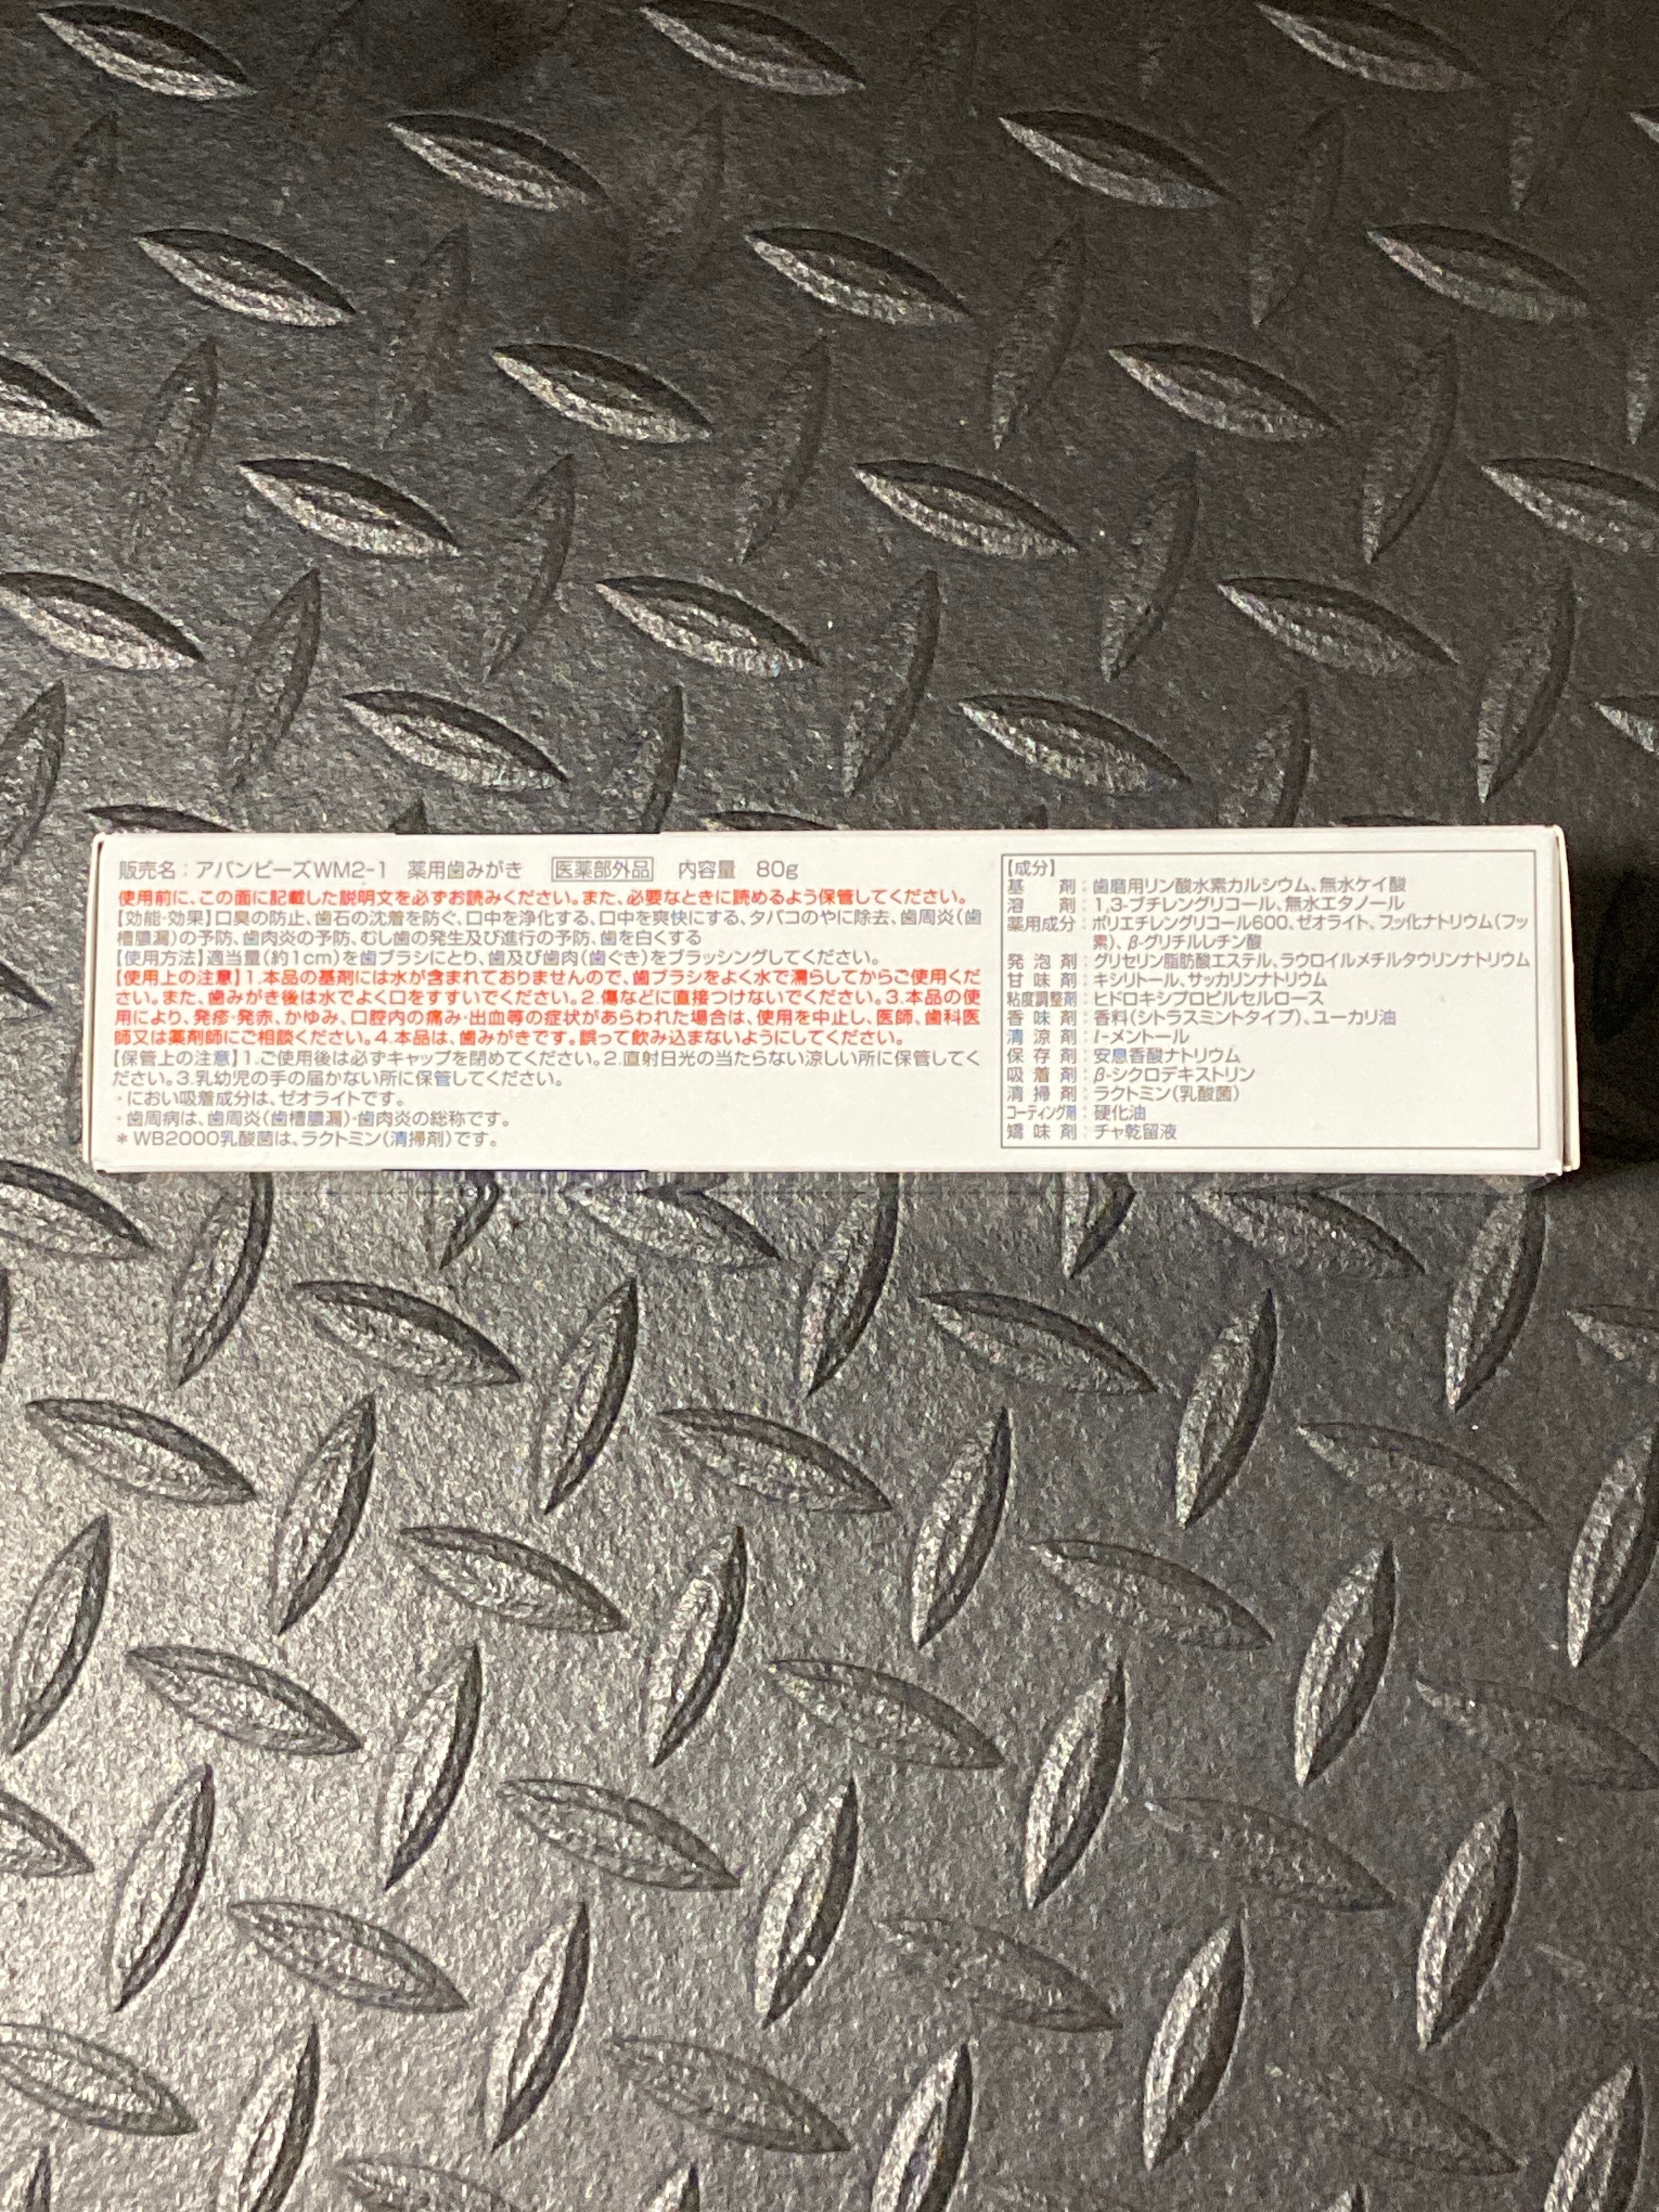 販売名：アバンビーズWM2-1　薬用歯みがき　医薬部外品　内容量　80g
使用前に、この面に記載した説明文を必ずお読みください。また、必要なときに読めるよう保管してください。
【効能・効果】口臭の防止、歯石の沈着を防ぐ、口中を浄化する、口中を爽快にする、タバコのやに除去、歯周炎（歯
槽膿漏）の予防、歯肉炎の予防、むし歯の発生及び進行の予防、歯を白くする
【使用方法】適当量（約1cm）を歯ブラシにとり、歯及び歯肉（歯ぐき）をブラッシングしてください。
【使用上の注意】1.本品の基剤には水が含まれておりませんので、歯ブラシをよく水で濡らしてからご使用くだ
さい。また、歯みがき後は水でよく口をすすいでください。2.傷などに直接つけないでください。3.本品の使
用により、発疹・発赤、かゆみ、口腔内の痛み・出血等の症状があらわれた場合は、使用を中止し、医師、歯科医
師又は薬剤師にご相談ください。4.本品は、歯みがきです。誤って飲み込まないようにしてください。
【保管上の注意】1.ご使用後は必ずキャップを閉めてください。2.直射日光の当たらない涼しい所に保管してく
ださい。3.乳幼児の手の届かない所に保管してください。
・におい吸着成分は、ゼオライトです。
・歯周病は、歯周炎（歯槽膿漏）・歯肉炎の総称です。
＊WB2000乳酸菌は、ラクトミン（清掃剤）です。
【成分】
基剤：歯磨用リン酸水素カルシウム、無水ケイ酸
溶剤：1,3-ブチレングリコール、無水エタノール
薬用成分：ポリエチレングリコール600、ゼオライト、フッ化ナトリウム（フッ
素）、β-グリチルレチン酸
発泡剤：グリセリン脂肪酸エステル、ラウロイルメチルタウリンナトリウム
甘味剤：キシリトール、サッカリンナトリウム
粘度調整剤：ヒドロキシプロピルセルロース
香味剤：香料（シトラスミントタイプ）、ユーカリ油
清涼剤：l-メントール
保存剤：安息香酸ナトリウム
吸着剤：β-シクロデキストリン
清掃剤：ラクトミン（乳酸菌）
コーティング剤：硬化油
矯味剤：チャ乾留液